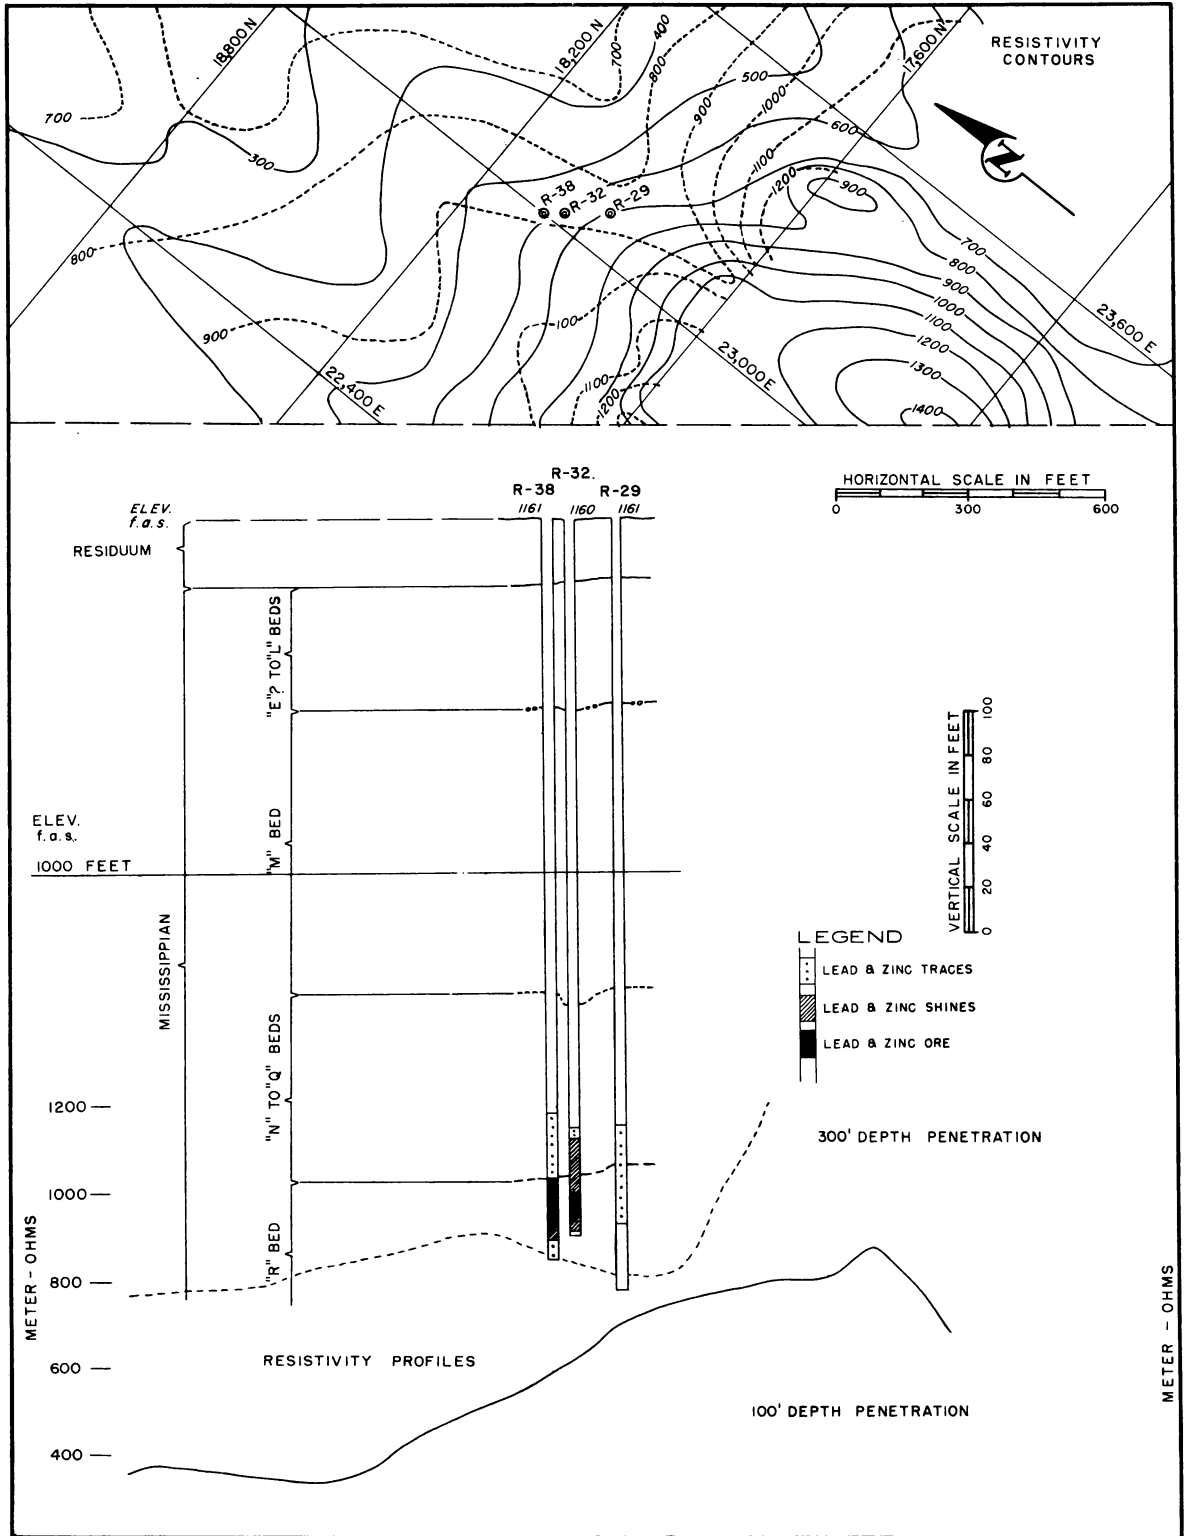 RESISTIVITY
CONTOURS
18,800 N
18,200 N
17,600 N
700
400
800
500
700
900
1000
600
300
1100
1200
900
N
R-38
R-32
R-29
800
700
800
900
1000
1100
1200
1300
1400
100
900
1100
1200
22,400 E
23,000 E
23,600 E
R-32.
R-38
R-29
1161
1160
1161
HORIZONTAL SCALE IN FEET
0
300
600
ELEV.
f.a.s.
RESIDUUM
"E"? TO "L" BEDS
"M" BED
ELEV.
f.a.s.
1000 FEET
MISSISSIPPIAN
"N" TO "Q" BEDS
"R" BED
VERTICAL SCALE IN FEET
100
80
60
40
20
0
LEGEND
LEAD & ZINC TRACES
LEAD & ZINC SHINES
LEAD & ZINC ORE
1200
1000
800
600
400
METER - OHMS
300' DEPTH PENETRATION
RESISTIVITY PROFILES
100' DEPTH PENETRATION
METER - OHMS